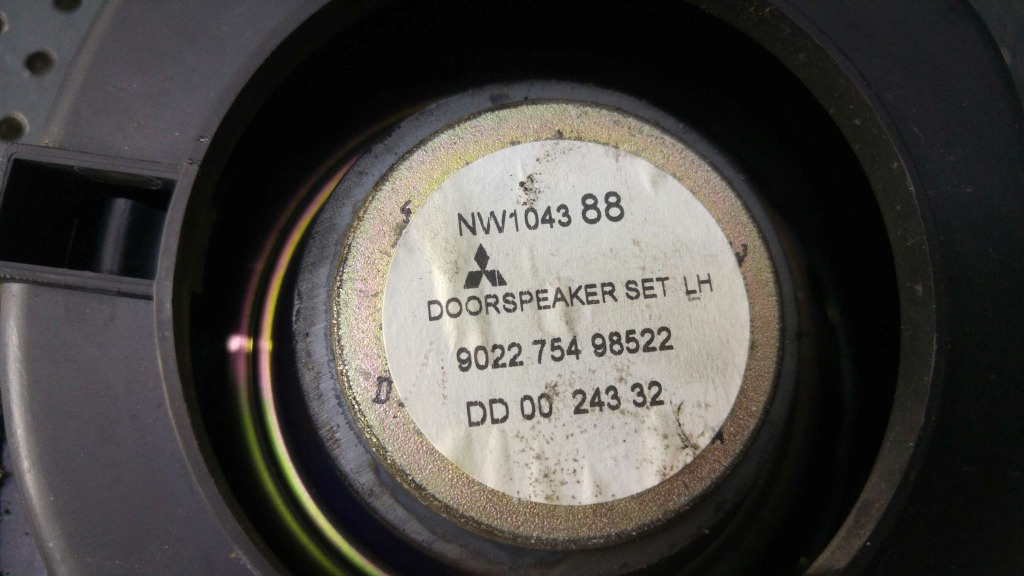 NW1043 88
DOORSPEAKER SET LH
9022 754 98522
DD 00 243 32
D.